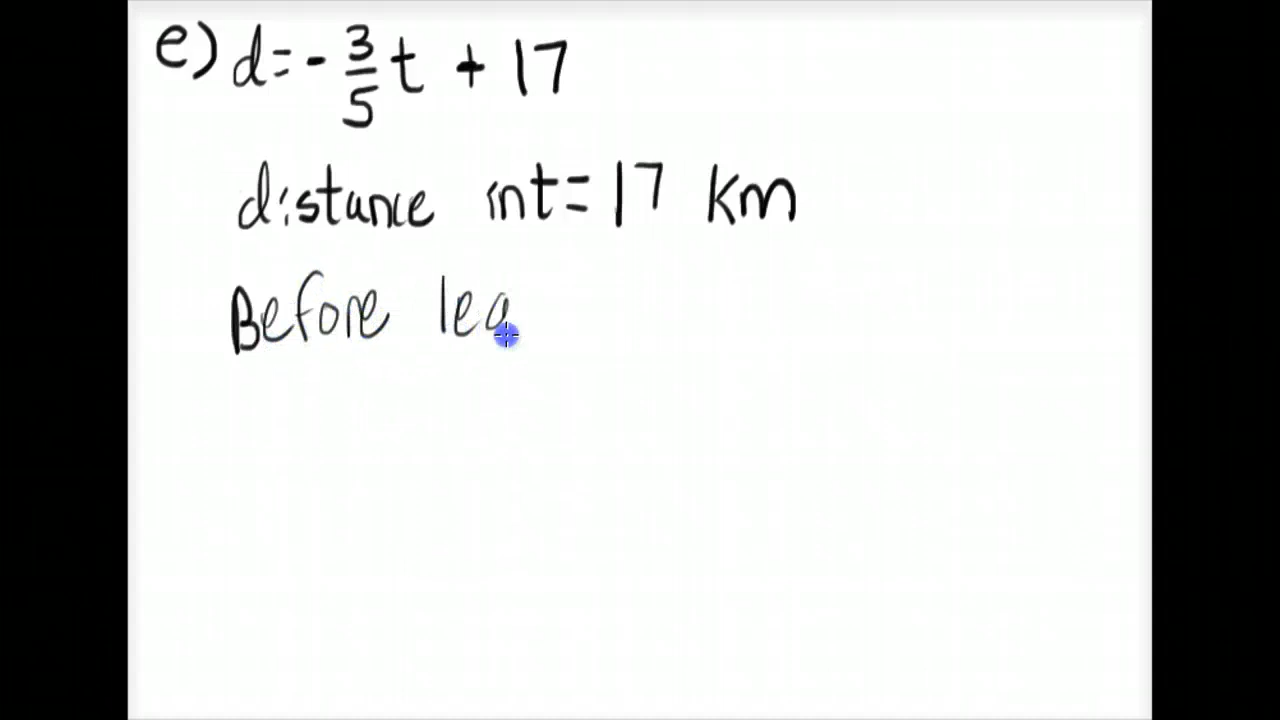 e) d = - 3/5 t + 17
distance int = 17 km
Before lea